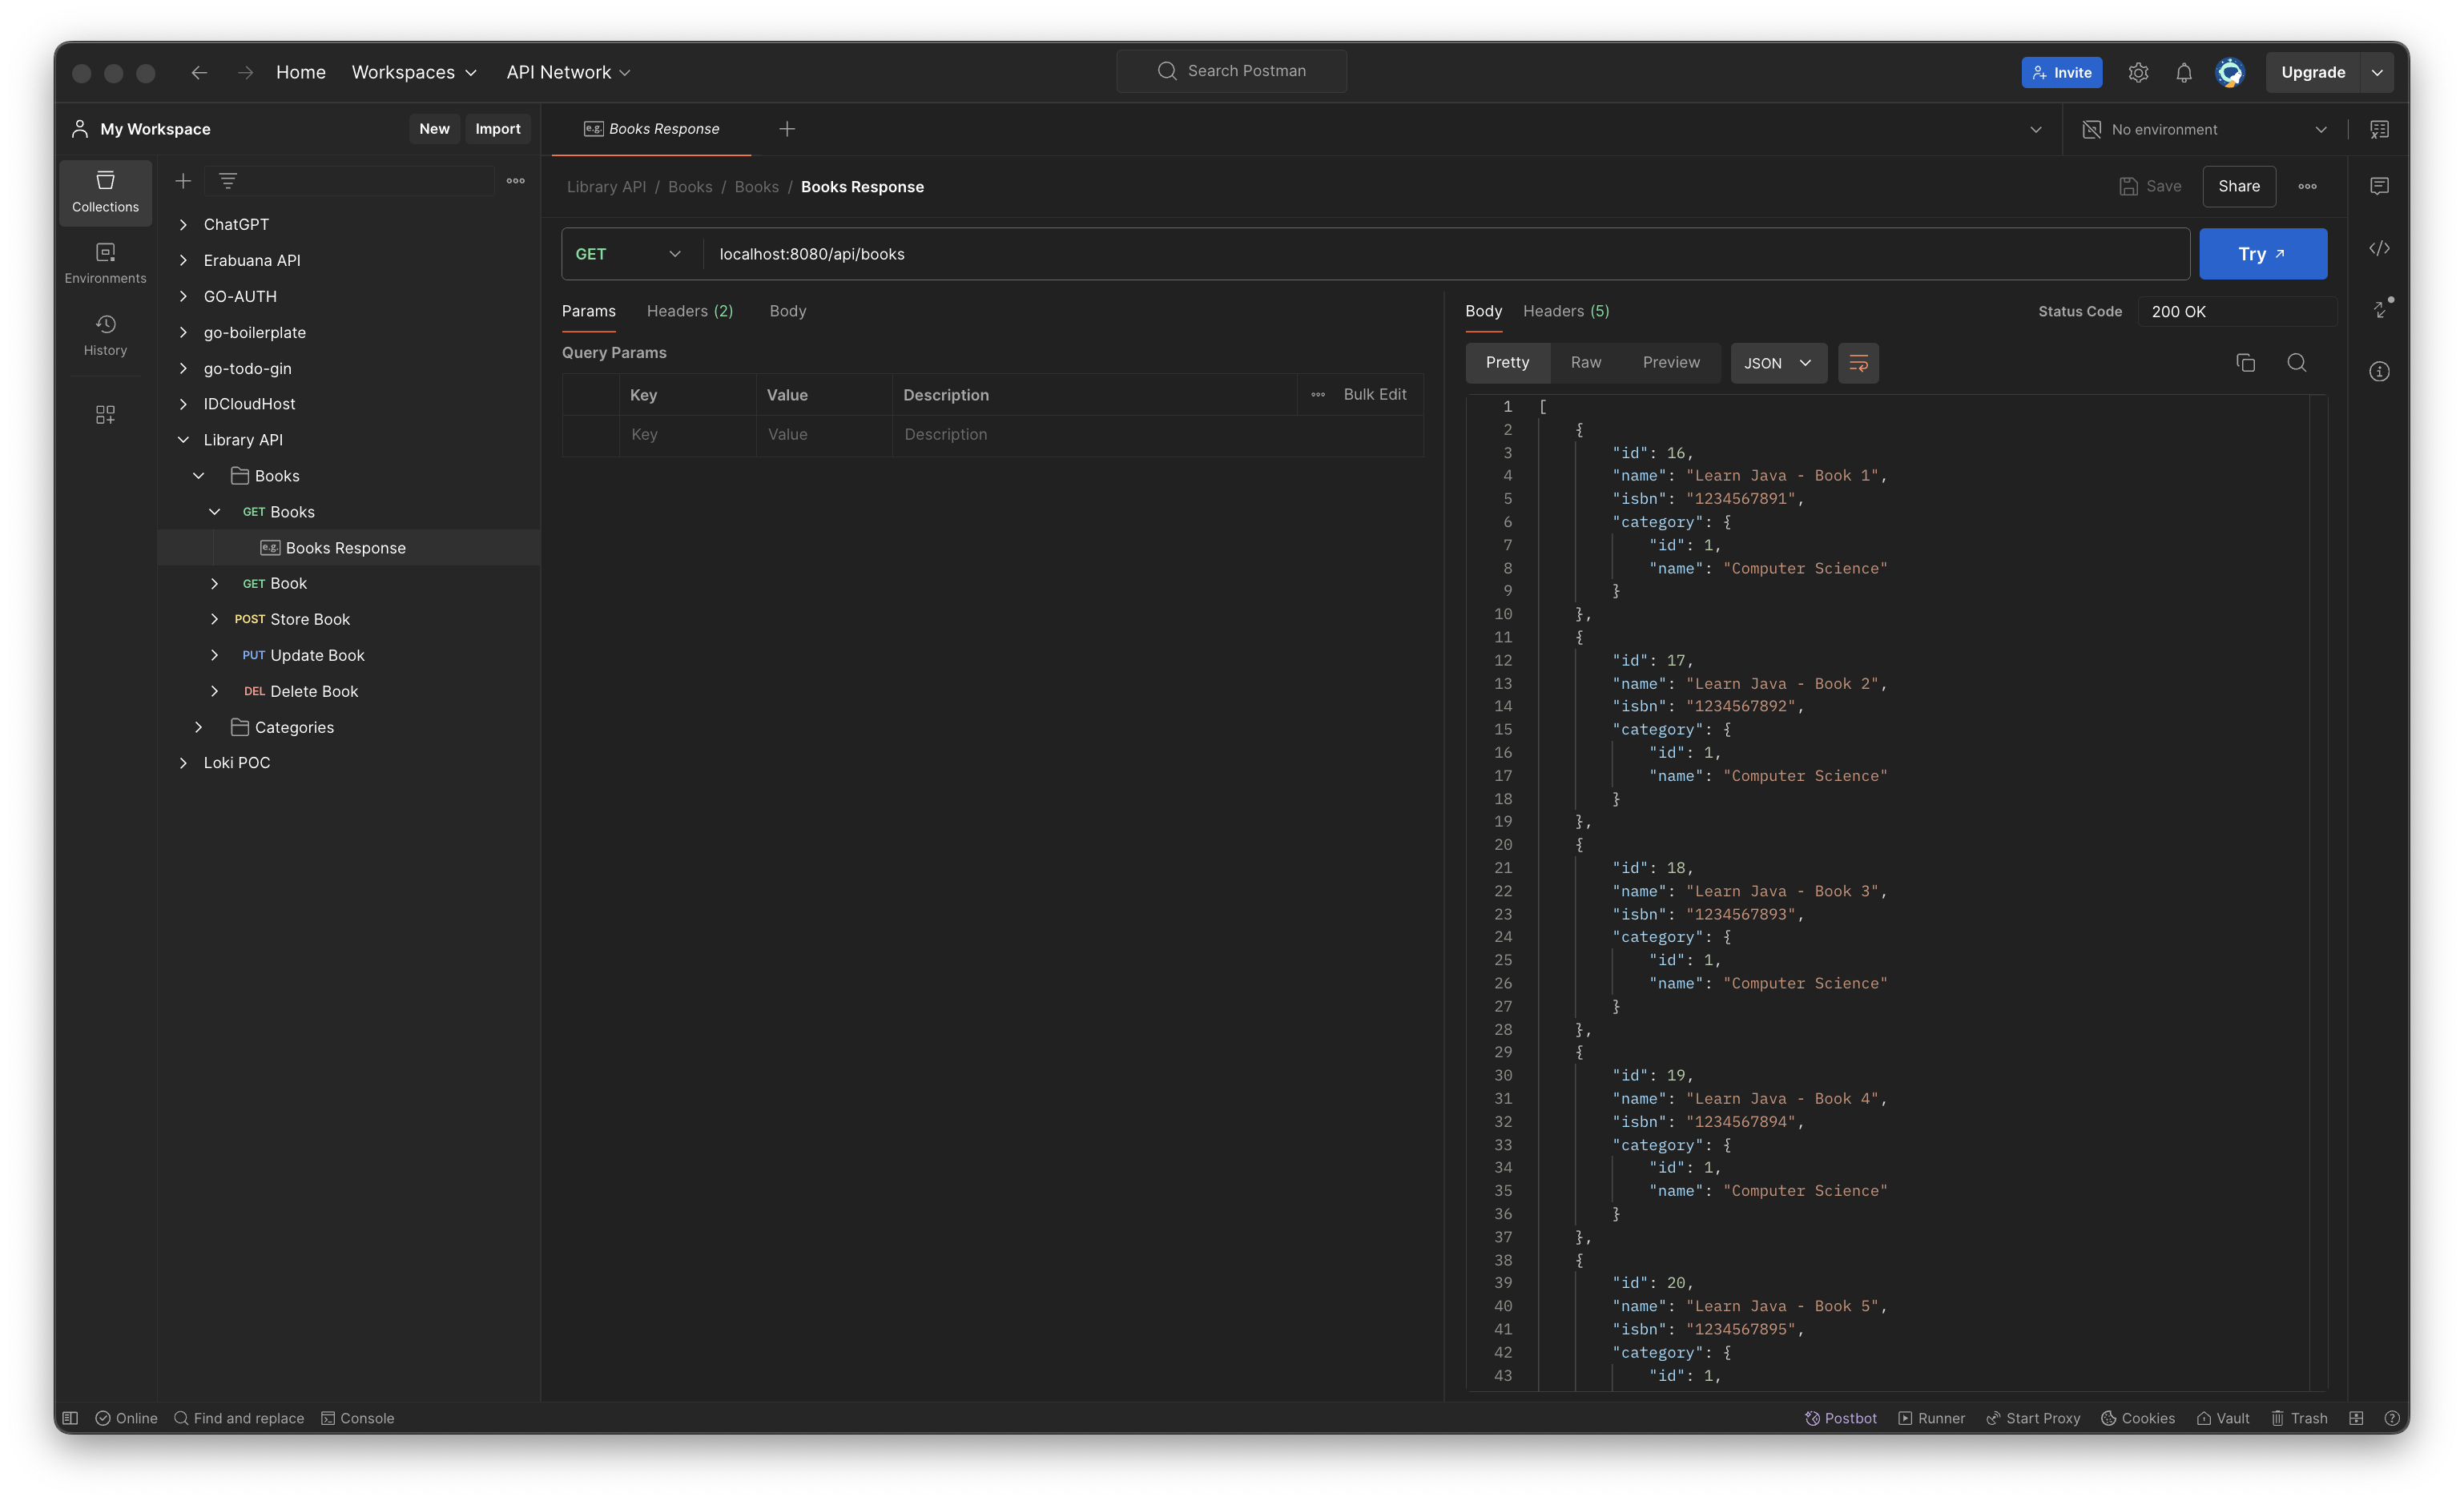 Home Workspaces API Network Search Postman Invite Upgrade
My Workspace New Import
e.g. Books Response No environment
Collections
Environments
History
ChatGPT
Erabuana API
GO-AUTH
go-boilerplate
go-todo-gin
IDCloudHost
Library API
Books
GET Books
e.g. Books Response
GET Book
POST Store Book
PUT Update Book
DEL Delete Book
Categories
Loki POC
Library API / Books / Books / Books Response Save Share
GET localhost:8080/api/books Try
Params Headers (2) Body
Query Params
Key Value Description Bulk Edit
Key Value Description
Body Headers (5) Status Code 200 OK
Pretty Raw Preview JSON
1 [
2 {
3 "id": 16,
4 "name": "Learn Java - Book 1",
5 "isbn": "1234567891",
6 "category": {
7 "id": 1,
8 "name": "Computer Science"
9 }
10 },
11 {
12 "id": 17,
13 "name": "Learn Java - Book 2",
14 "isbn": "1234567892",
15 "category": {
16 "id": 1,
17 "name": "Computer Science"
18 }
19 },
20 {
21 "id": 18,
22 "name": "Learn Java - Book 3",
23 "isbn": "1234567893",
24 "category": {
25 "id": 1,
26 "name": "Computer Science"
27 }
28 },
29 {
30 "id": 19,
31 "name": "Learn Java - Book 4",
32 "isbn": "1234567894",
33 "category": {
34 "id": 1,
35 "name": "Computer Science"
36 }
37 },
38 {
39 "id": 20,
40 "name": "Learn Java - Book 5",
41 "isbn": "1234567895",
42 "category": {
43 "id": 1,
Online Find and replace Console Postbot Runner Start Proxy Cookies Vault Trash